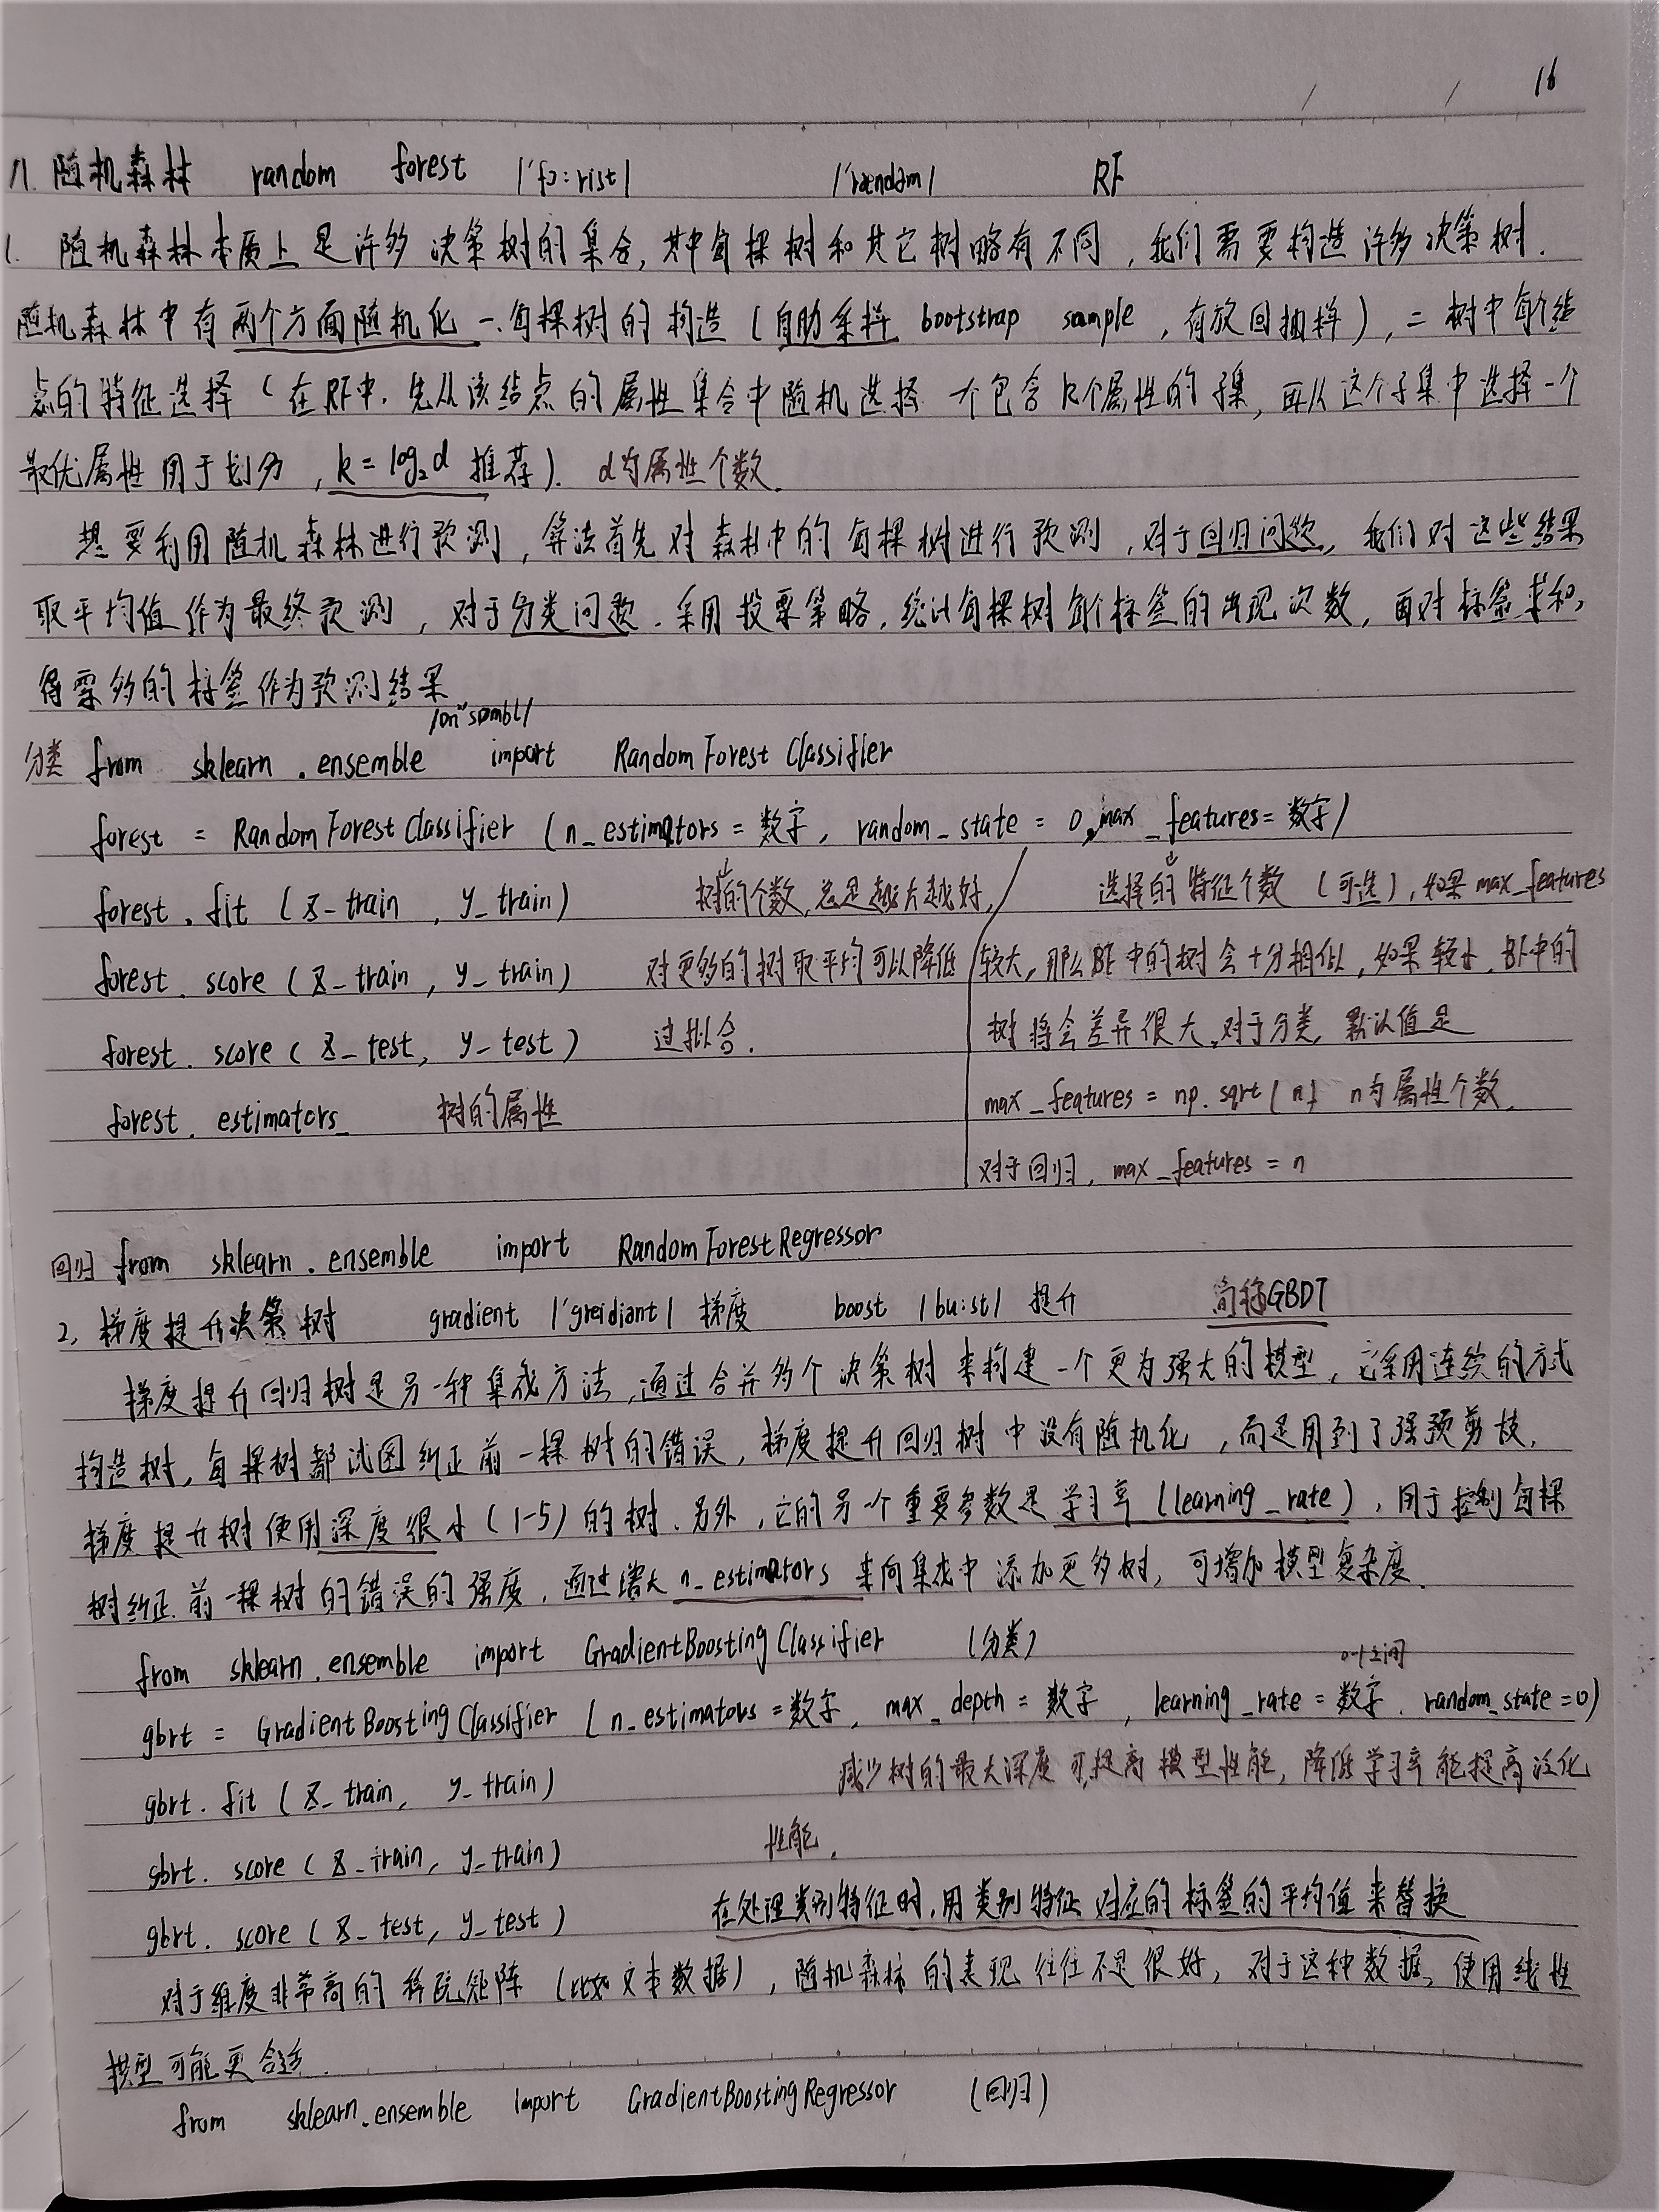 16
八. 随机森林 random forest /'fɔ:rist/ /'rændəm/ RF
1. 随机森林本质上是许多决策树的集合,其中每棵树和其它树略有不同,我们需要构造许多决策树.
随机森林中有两个方面随机化 一.每棵树的构造(自助采样 bootstrap sample,有放回抽样),二 树中每个结
点的特征选择(在RF中,先从该结点的属性集合中随机选择一个包含k个属性的子集,再从这个子集中选择一个
最优属性用于划分,k=log₂d 推荐). d为属性个数.
想要利用随机森林进行预测,算法首先对森林中的每棵树进行预测,对于回归问题,我们对这些结果
取平均值作为最终预测,对于分类问题.采用投票策略,统计每棵树每个标签的出现次数,再对标签求和,
得票多的标签作为预测结果
/on'sɒmbl/
分类 from sklearn.ensemble import RandomForestClassifier
forest = RandomForestClassifier (n_estimators=数字, random_state = 0, max_features=数字)
forest.fit (X_train, y_train) 树的个数,总是越大越好, 选择的特征个数(可选),如果max_features
forest.score (X_train, y_train) 对更多的树取平均可以降低 较大,那么RF中的树会十分相似,如果较小,RF中的
forest.score (X_test, y_test) 过拟合. 树将会差异很大.对于分类,默认值是
forest.estimators_ 树的属性 max_features = np.sqrt(n) n为属性个数.
对于回归, max_features = n
回归 from sklearn.ensemble import RandomForestRegressor
2. 梯度提升决策树 gradient /'greidiənt/ 梯度 boost /bu:st/ 提升 简称GBDT
梯度提升回归树是另一种集成方法,通过合并多个决策树来构建一个更为强大的模型,它采用连续的方式
构造树,每棵树都试图纠正前一棵树的错误,梯度提升回归树中没有随机化,而是用到了强预剪枝.
梯度提升树使用深度很小(1-5)的树.另外,它的另一个重要参数是学习率(learning_rate),用于控制每棵
树纠正前一棵树的错误的强度.通过增大n_estimators来向集成中添加更多树,可增加模型复杂度.
from sklearn.ensemble import GradientBoostingClassifier (分类)
0-1之间
gbrt = GradientBoostingClassifier (n_estimators=数字, max_depth=数字, learning_rate=数字, random_state=0)
gbrt.fit (X_train, y_train) 减少树的最大深度可提高模型性能,降低学习率能提高泛化
gbrt.score (X_train, y_train) 性能.
gbrt.score (X_test, y_test) 在处理类别特征时,用类别特征对应的标签的平均值来替换
对于维度非常高的稀疏矩阵(比如文本数据),随机森林的表现往往不是很好,对于这种数据,使用线性
模型可能更合适.
from sklearn.ensemble import GradientBoostingRegressor (回归)